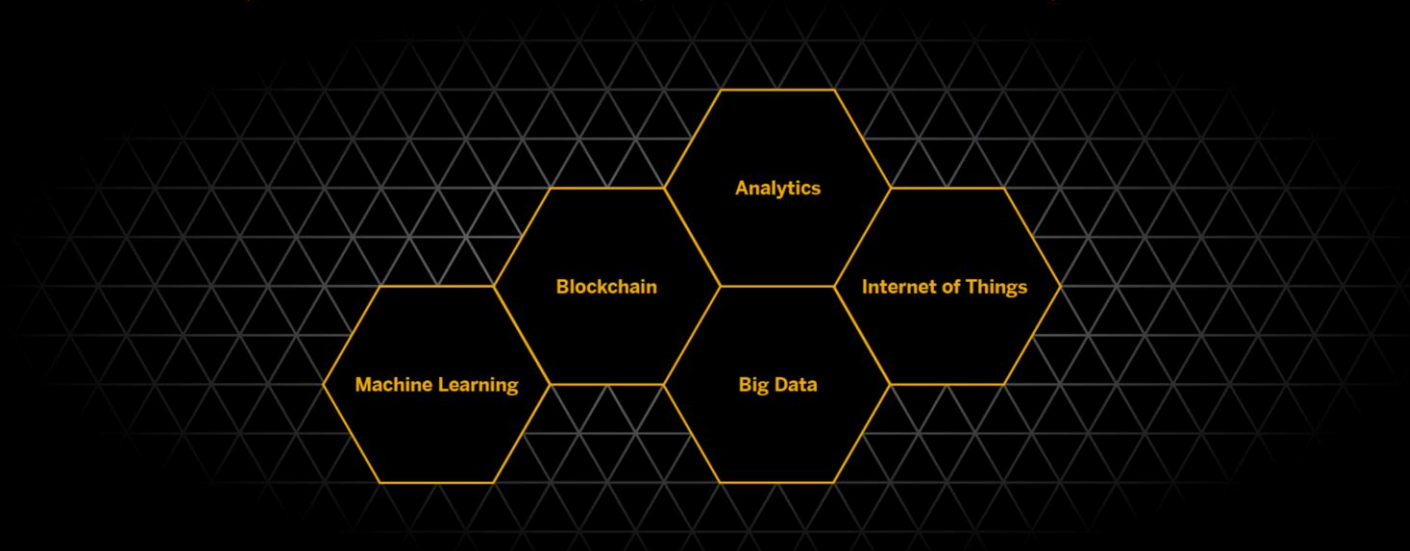 Analytics
Blockchain
Internet of Things
Machine Learning
Big Data